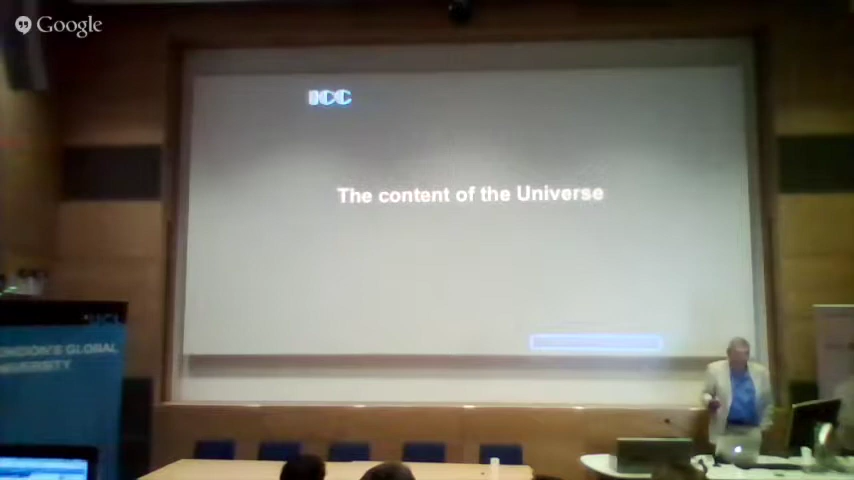 Google
ICC
The content of the Universe
LONDON'S GLOBAL
UNIVERSITY